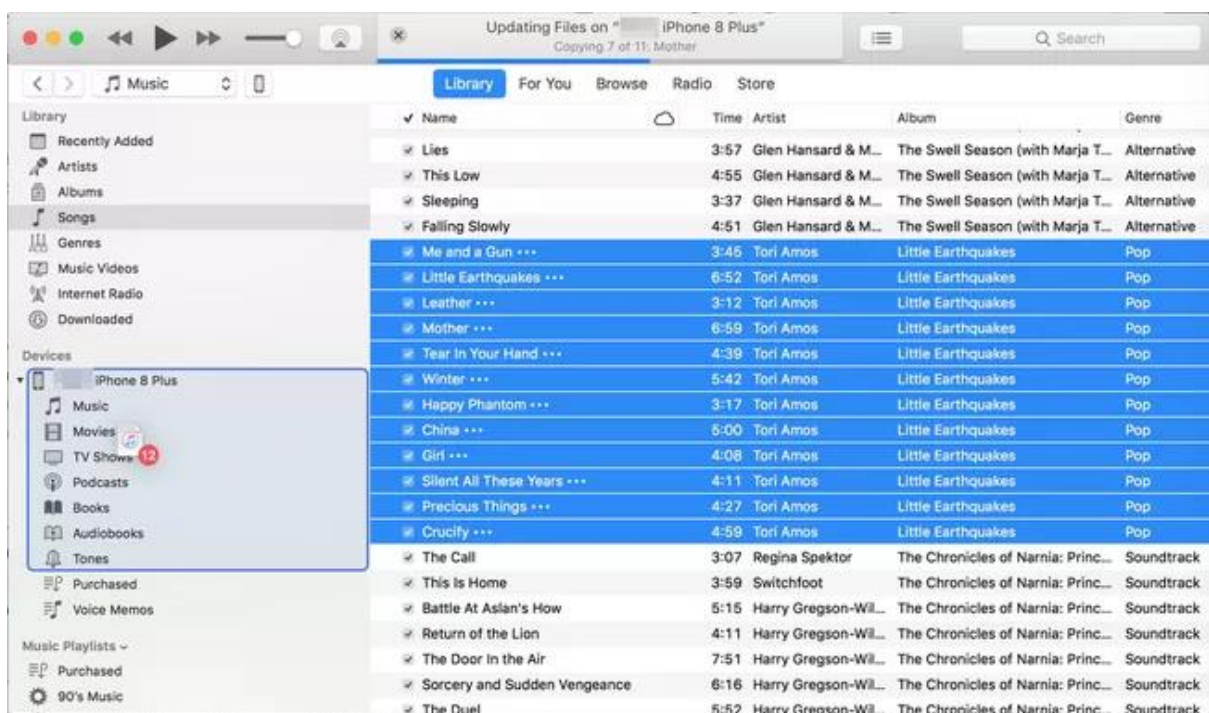 Updating Files on " iPhone 8 Plus"
Copying 7 of 11: Mother
Search
Music
Library For You Browse Radio Store
Library
Recently Added
Artists
Albums
Songs
Genres
Music Videos
Internet Radio
Downloaded
Devices
iPhone 8 Plus
Music
Movies
TV Shows 12
Podcasts
Books
Audiobooks
Tones
Purchased
Voice Memos
Music Playlists
Purchased
90's Music
Name Time Artist Album Genre
Lies 3:57 Glen Hansard & M... The Swell Season (with Marja T... Alternative
This Low 4:55 Glen Hansard & M... The Swell Season (with Marja T... Alternative
Sleeping 3:37 Glen Hansard & M... The Swell Season (with Marja T... Alternative
Falling Slowly 4:51 Glen Hansard & M... The Swell Season (with Marja T... Alternative
Me and a Gun ••• 3:45 Tori Amos Little Earthquakes Pop
Little Earthquakes ••• 6:52 Tori Amos Little Earthquakes Pop
Leather ••• 3:12 Tori Amos Little Earthquakes Pop
Mother ••• 6:59 Tori Amos Little Earthquakes Pop
Tear In Your Hand ••• 4:39 Tori Amos Little Earthquakes Pop
Winter ••• 5:42 Tori Amos Little Earthquakes Pop
Happy Phantom ••• 3:17 Tori Amos Little Earthquakes Pop
China ••• 5:00 Tori Amos Little Earthquakes Pop
Girl ••• 4:08 Tori Amos Little Earthquakes Pop
Silent All These Years ••• 4:11 Tori Amos Little Earthquakes Pop
Precious Things ••• 4:27 Tori Amos Little Earthquakes Pop
Crucify ••• 4:59 Tori Amos Little Earthquakes Pop
The Call 3:07 Regina Spektor The Chronicles of Narnia: Princ... Soundtrack
This Is Home 3:59 Switchfoot The Chronicles of Narnia: Princ... Soundtrack
Battle At Aslan's How 5:15 Harry Gregson-Wil... The Chronicles of Narnia: Princ... Soundtrack
Return of the Lion 4:11 Harry Gregson-Wil... The Chronicles of Narnia: Princ... Soundtrack
The Door In the Air 7:51 Harry Gregson-Wil... The Chronicles of Narnia: Princ... Soundtrack
Sorcery and Sudden Vengeance 6:16 Harry Gregson-Wil... The Chronicles of Narnia: Princ... Soundtrack
The Duel 5:52 Harry Gregson-Wil... The Chronicles of Narnia: Princ... Soundtrack